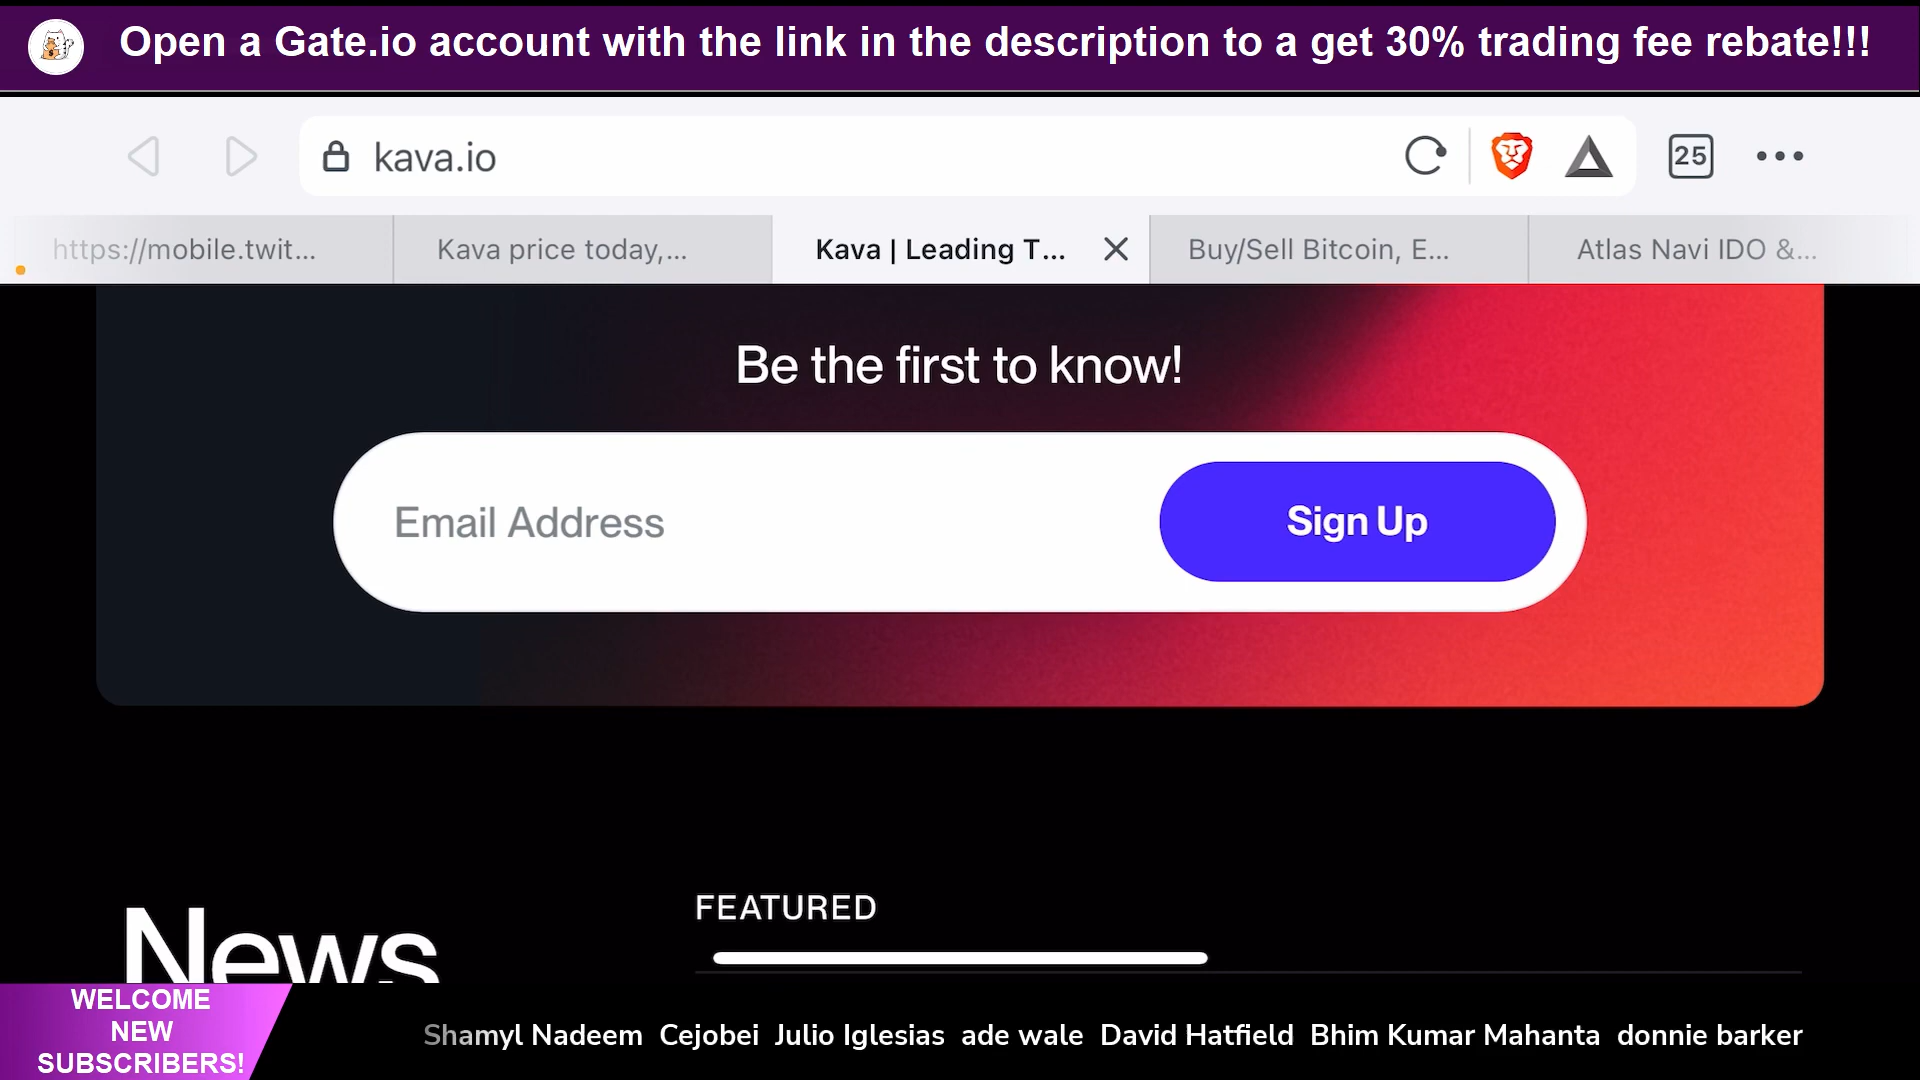 Open a Gate.io account with the link in the description to a get 30% trading fee rebate!!!
kava.io
25
https://mobile.twit...
Kava price today,...
Kava | Leading T...
Buy/Sell Bitcoin, E...
Atlas Navi IDO &...
Be the first to know!
Email Address
Sign Up
News
FEATURED
WELCOME
NEW
SUBSCRIBERS!
Shamyl Nadeem Cejobei Julio Iglesias ade wale David Hatfield Bhim Kumar Mahanta donnie barker